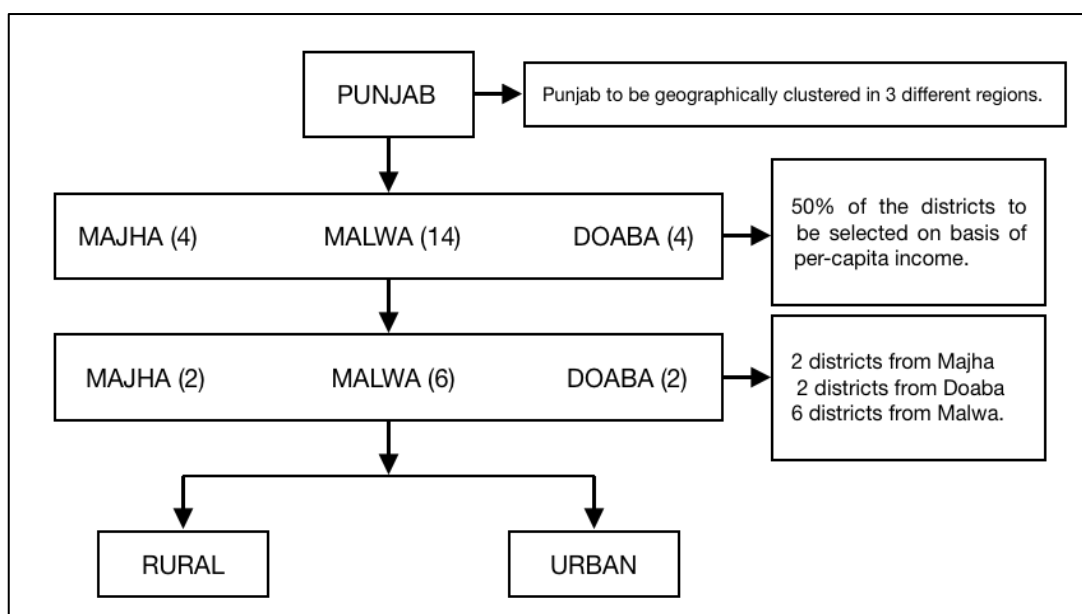 PUNJAB
Punjab to be geographically clustered in 3 different regions.
MAJHA (4) MALWA (14) DOABA (4)
50% of the districts to
be selected on basis of
per-capita income.
MAJHA (2) MALWA (6) DOABA (2)
2 districts from Majha
2 districts from Doaba
6 districts from Malwa.
RURAL URBAN